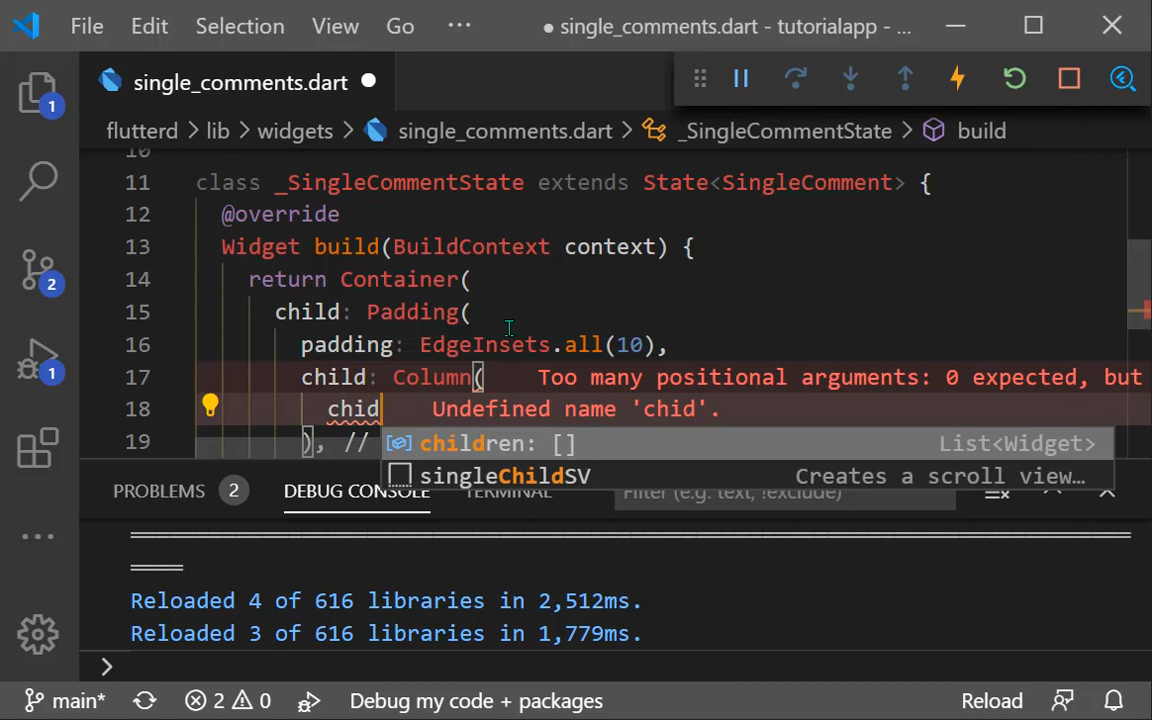 File Edit Selection View Go ··· ● single_comments.dart - tutorialapp - ...
single_comments.dart ●
flutterd > lib > widgets > single_comments.dart > _SingleCommentState > build
10
11 class _SingleCommentState extends State<SingleComment> {
12 @override
13 Widget build(BuildContext context) {
14 return Container(
15 child: Padding(
16 padding: EdgeInsets.all(10),
17 child: Column( Too many positional arguments: 0 expected, but
18 chid Undefined name 'chid'.
19 ), //
children: [] List<Widget>
singleChildSV Creates a scroll view…
PROBLEMS 2 DEBUG CONSOLE TERMINAL Filter (e.g. text, !exclude)
Reloaded 4 of 616 libraries in 2,512ms.
Reloaded 3 of 616 libraries in 1,779ms.
>
main* 2 0 Debug my code + packages Reload
1
2
1